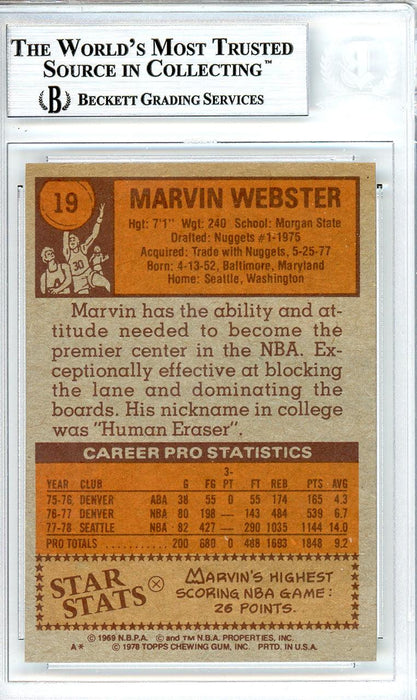 THE WORLD'S MOST TRUSTED
SOURCE IN COLLECTING™
B BECKETT GRADING SERVICES
19
MARVIN WEBSTER
Hgt: 7'1" Wgt: 240 School: Morgan State
Drafted: Nuggets #1-1975
Acquired: Trade with Nuggets, 5-25-77
Born: 4-13-52, Baltimore, Maryland
Home: Seattle, Washington
30
Marvin has the ability and at-
titude needed to become the
premier center in the NBA. Ex-
ceptionally effective at blocking
the lane and dominating the
boards. His nickname in college
was "Human Eraser".
CAREER PRO STATISTICS
3-
YEAR CLUB G FG PT FT REB PTS AVG
75-76 DENVER ABA 38 55 0 55 174 165 4.3
76-77 DENVER NBA 80 198 — 143 484 539 6.7
77-78 SEATTLE NBA 82 427 — 290 1035 1144 14.0
PRO TOTALS 200 680 0 488 1693 1848 9.2
STAR
STATS
MARVIN'S HIGHEST
SCORING NBA GAME:
26 POINTS.
© 1969 N.B.P.A. © and TM N.B.A. PROPERTIES, INC.
A* © 1978 TOPPS CHEWING GUM, INC. PRTD. IN U.S.A.